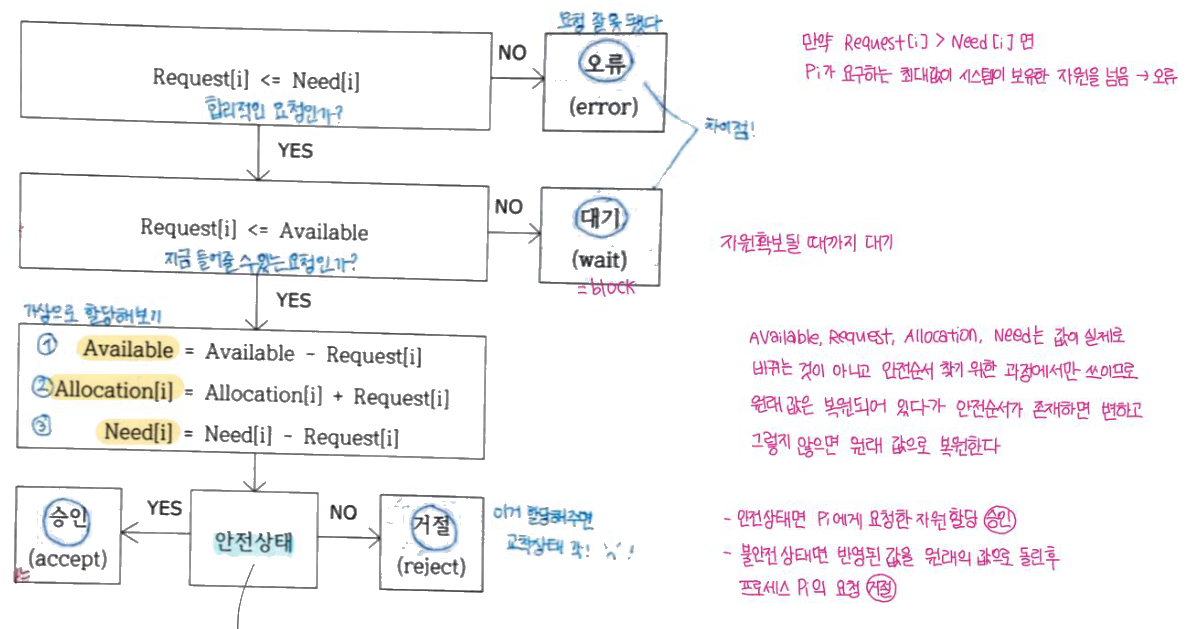 요청 잘못 됐다
Request[i] <= Need[i]
합리적인 요청인가?
NO
오류
(error)
만약 Request[i] > Need[i] 면
Pi가 요구하는 최대값이 시스템이 보유한 자원을 넘음 → 오류
차이점!
YES
Request[i] <= Available
지금 들어줄 수 있는 요청인가?
NO
대기
(wait)
= block
지원확보될 때까지 대기
YES
가상으로 할당해보기
① Available = Available - Request[i]
② Allocation[i] = Allocation[i] + Request[i]
③ Need[i] = Need[i] - Request[i]
Available, Request, Allocation, Need는 값이 실제로
바뀌는 것이 아니고 안전순서 찾기 위한 과정에서만 쓰이므로
원래 값은 복원되어 있다가 안전순서가 존재하면 변하고
그렇지 않으면 원래 값으로 복원한다
승인
(accept)
YES
안전상태
NO
거절
(reject)
이거 할당해주면
교착상태 각!
- 안전상태면 Pi에게 요청한 자원할당 승인
- 불안전 상태면 반영된 값을 원래의 값으로 돌린후
프로세스 Pi의 요청 거절